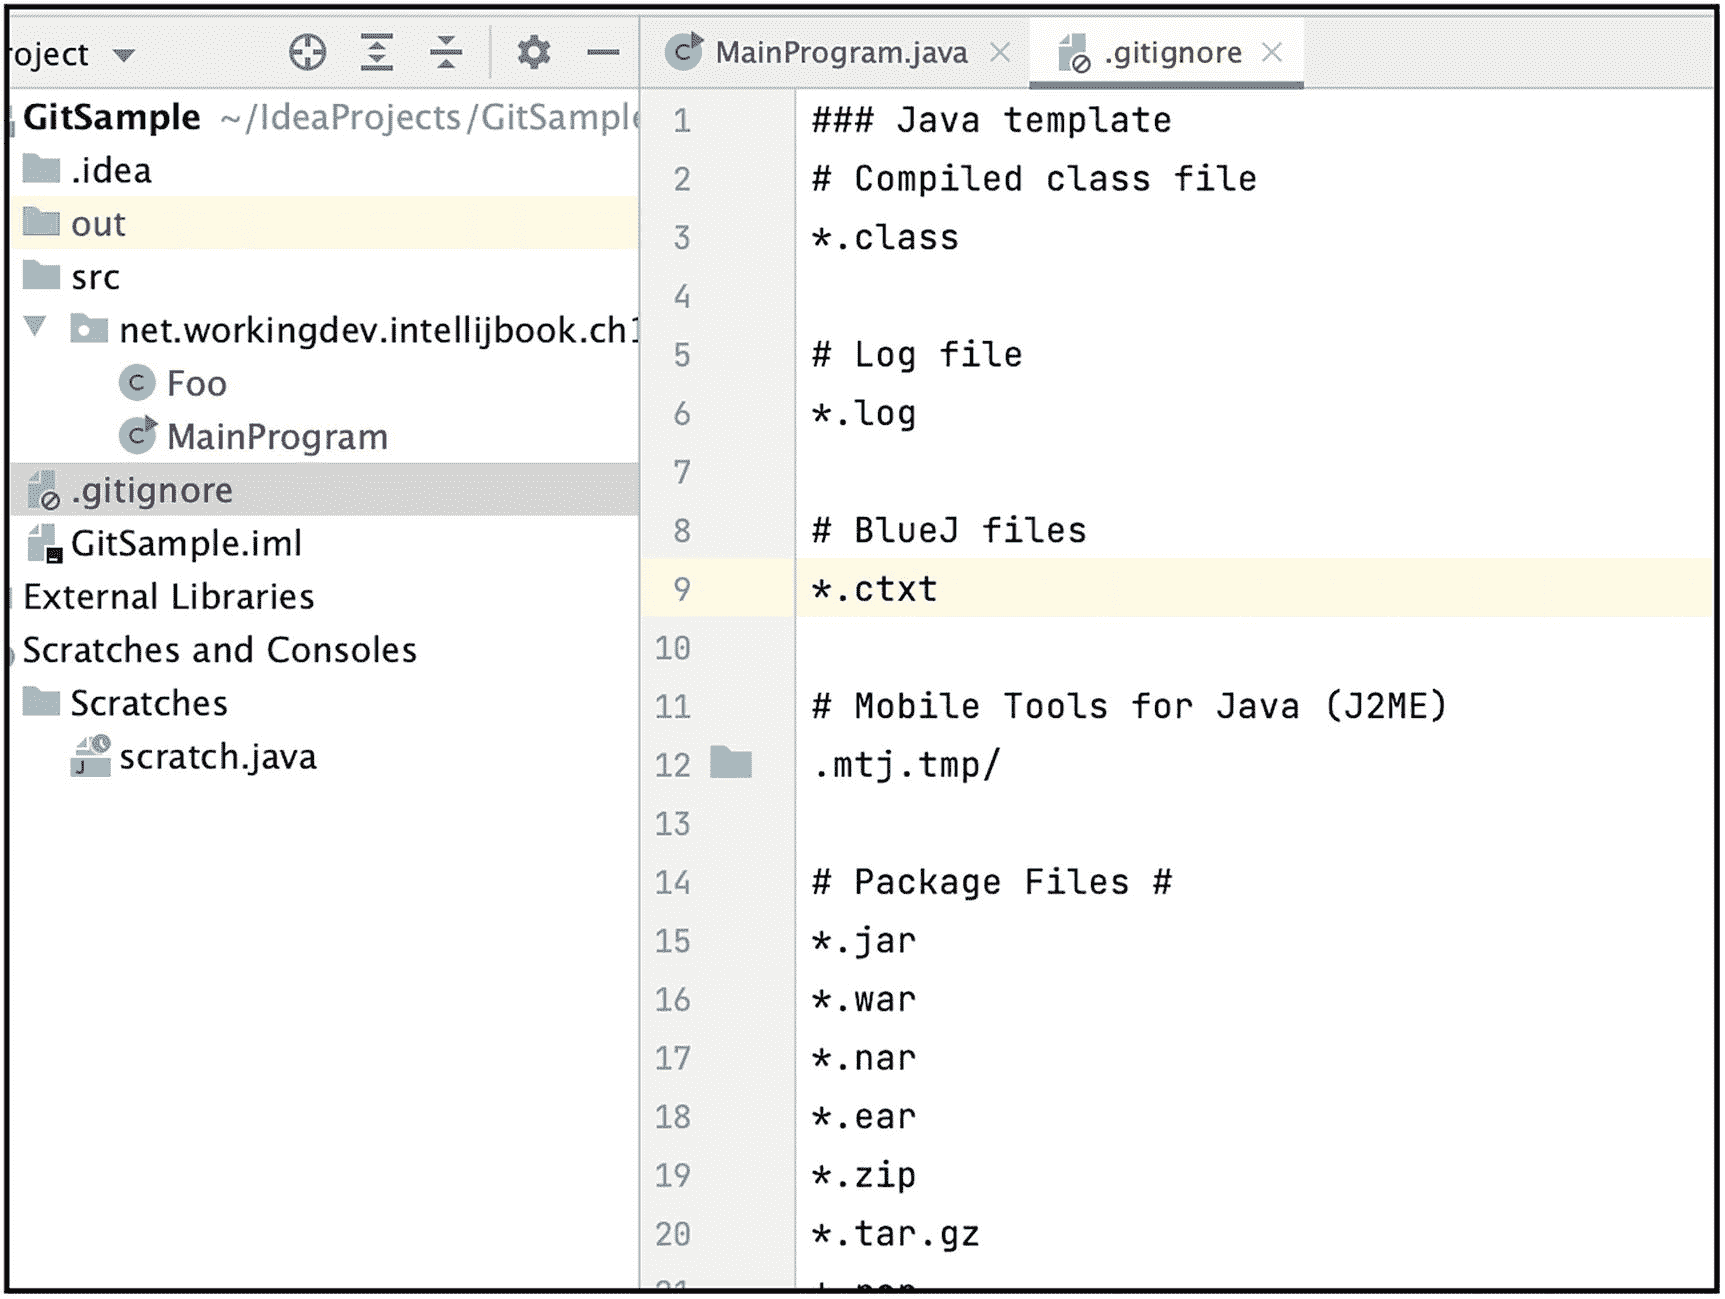 roject
GitSample ~/IdeaProjects/GitSample
.idea
out
src
net.workingdev.intellijbook.ch1
Foo
MainProgram
.gitignore
GitSample.iml
External Libraries
Scratches and Consoles
Scratches
scratch.java
MainProgram.java
.gitignore
1 ### Java template
2 # Compiled class file
3 *.class
4
5 # Log file
6 *.log
7
8 # BlueJ files
9 *.ctxt
10
11 # Mobile Tools for Java (J2ME)
12 .mtj.tmp/
13
14 # Package Files #
15 *.jar
16 *.war
17 *.nar
18 *.ear
19 *.zip
20 *.tar.gz